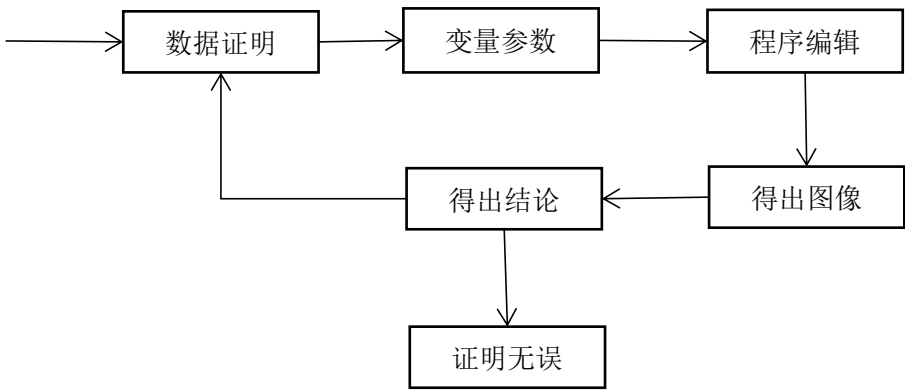 数据证明
变量参数
程序编辑
得出结论
得出图像
证明无误